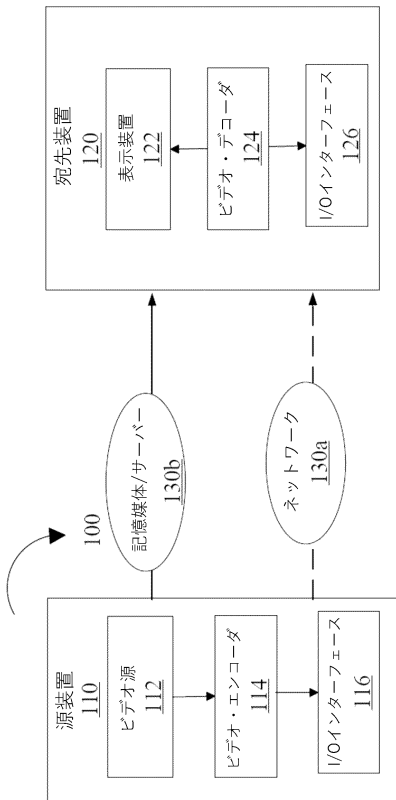 100
源装置
110
ビデオ源
112
ビデオ・エンコーダ
114
I/Oインターフェース
116
記憶媒体/サーバー
130b
ネットワーク
130a
宛先装置
120
表示装置
122
ビデオ・デコーダ
124
I/Oインターフェース
126